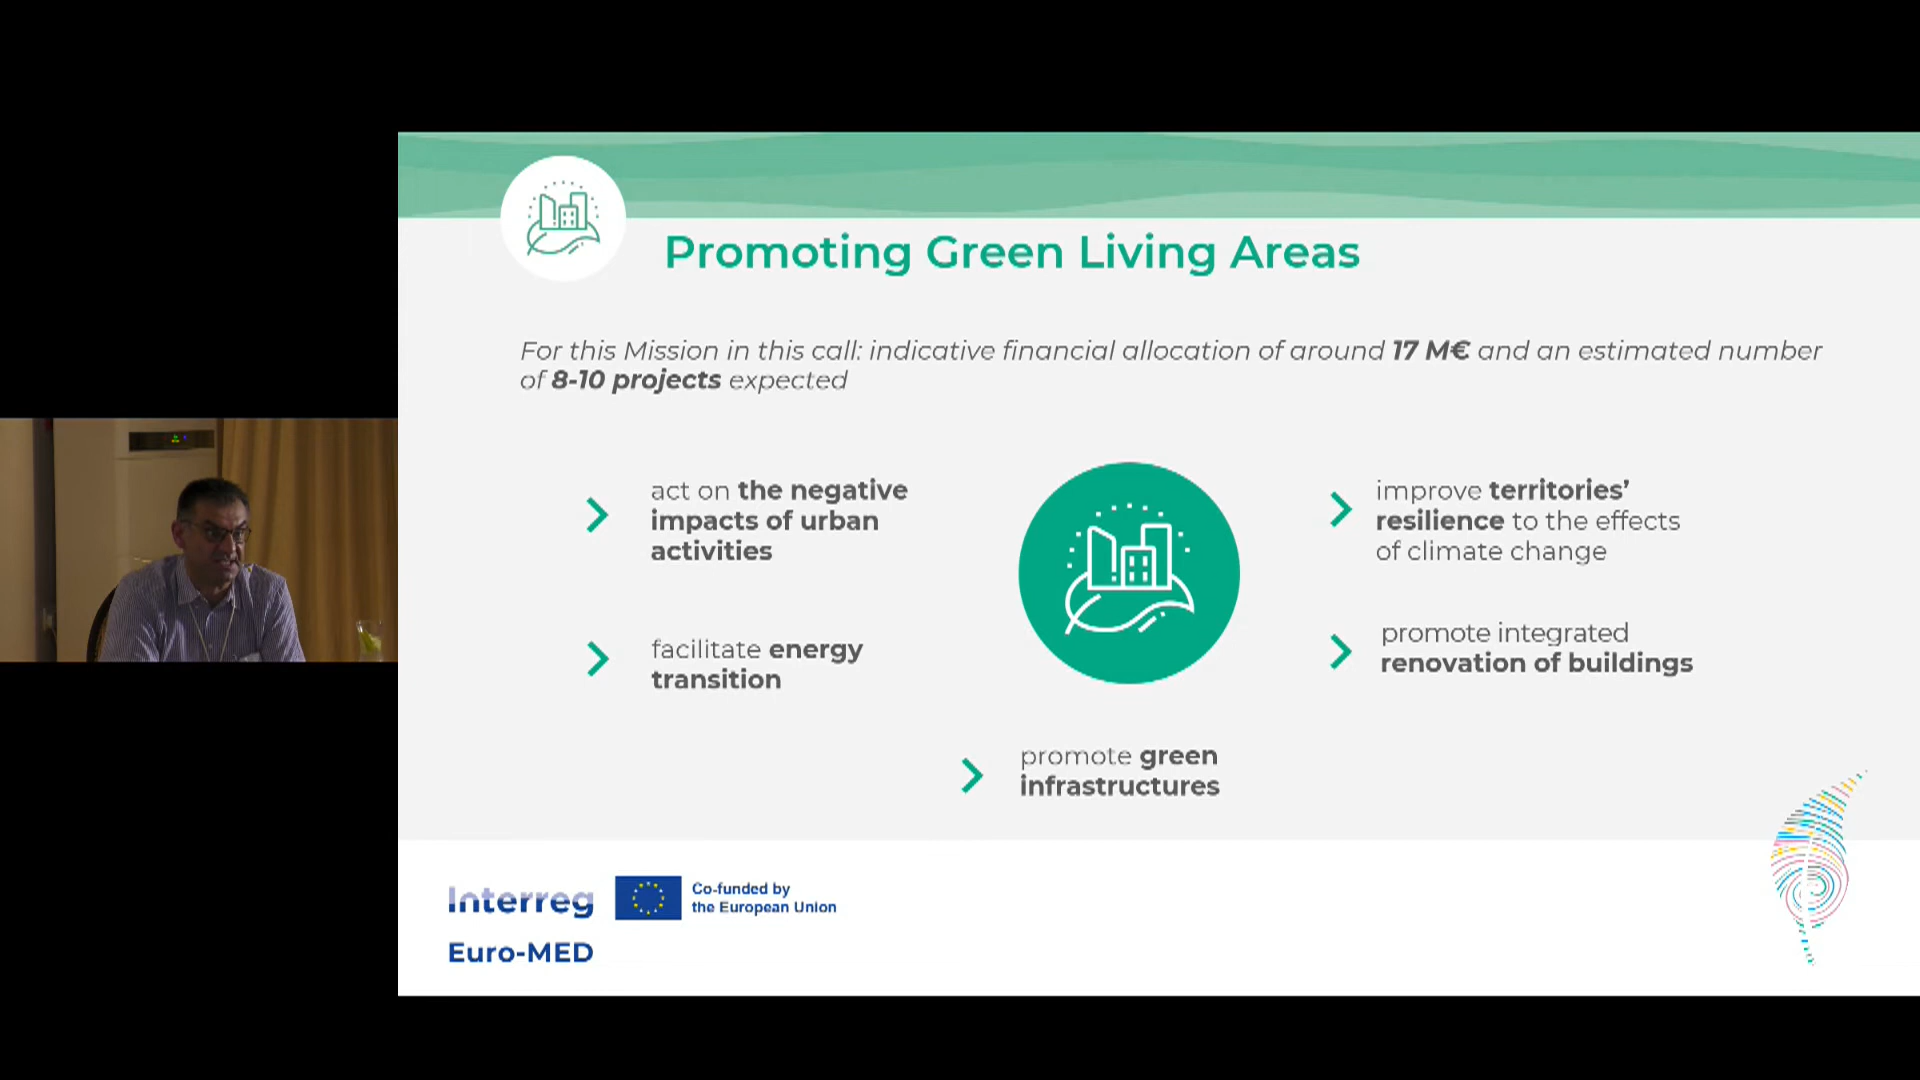 Promoting Green Living Areas
For this Mission in this call: indicative financial allocation of around 17 M€ and an estimated number
of 8-10 projects expected
act on the negative
impacts of urban
activities
facilitate energy
transition
promote green
infrastructures
improve territories’
resilience to the effects
of climate change
promote integrated
renovation of buildings
Interreg
Co-funded by
the European Union
Euro-MED